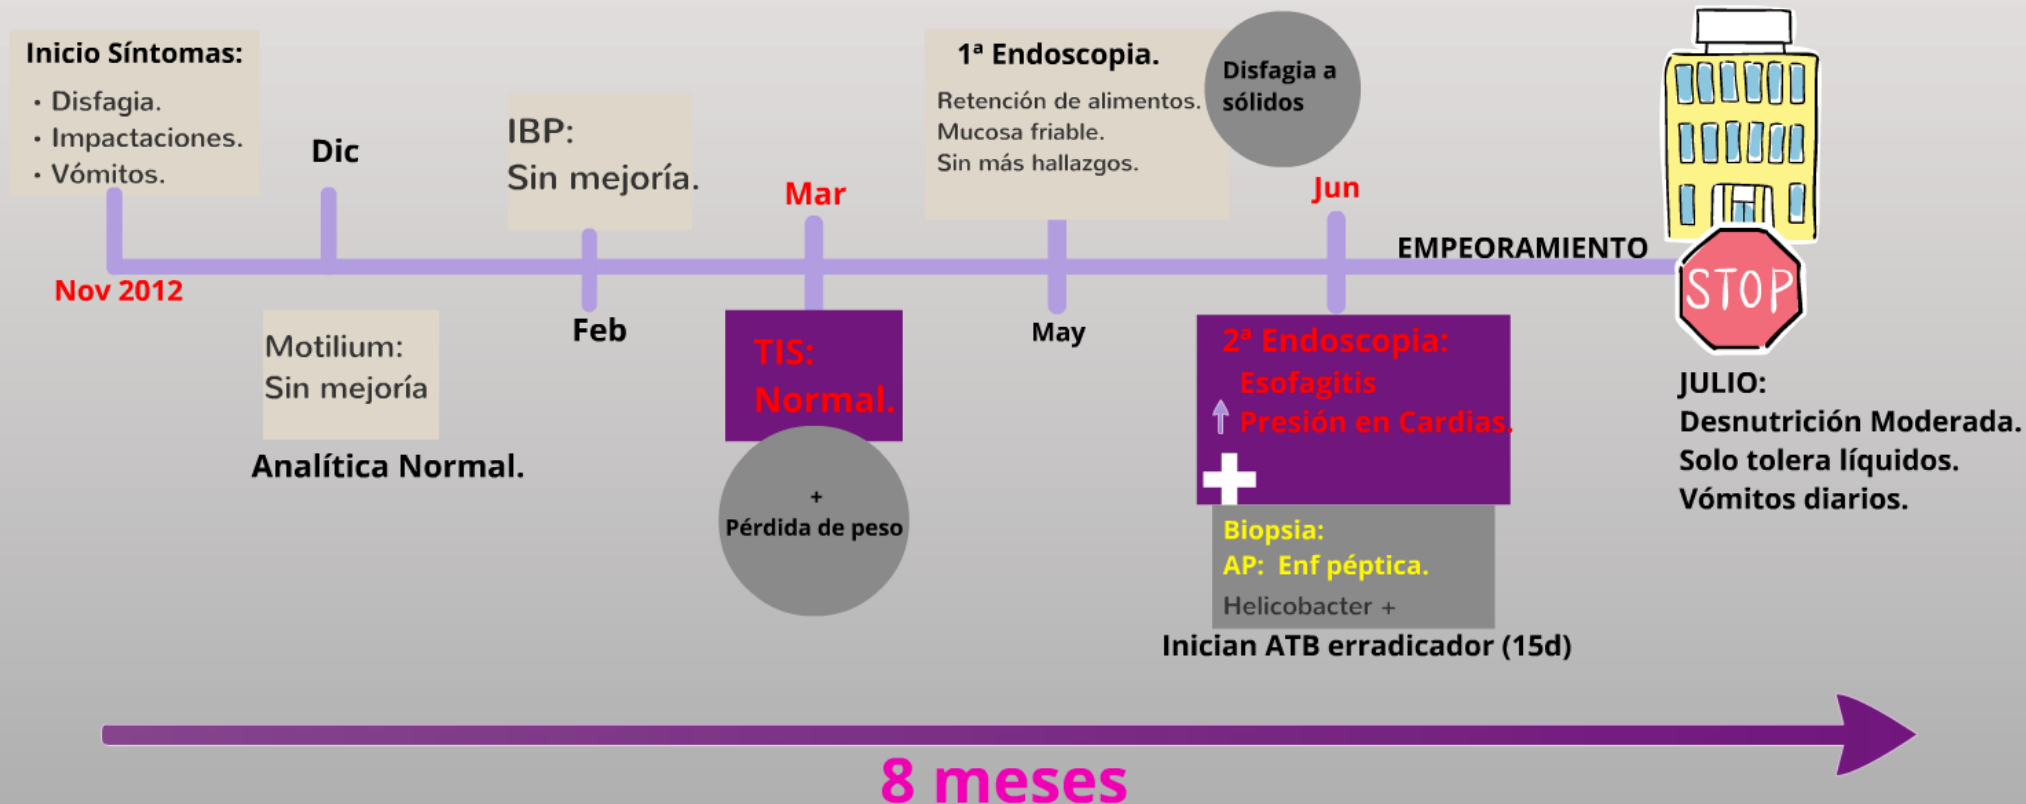 Inicio Síntomas:
• Disfagia.
• Impactaciones.
• Vómitos.
Nov 2012
Dic
Motilium:
Sin mejoría
Analítica Normal.
IBP:
Sin mejoría.
Feb
Mar
TIS:
Normal.
+
Pérdida de peso
1ª Endoscopia.
Retención de alimentos.
Mucosa friable.
Sin más hallazgos.
May
Disfagia a
sólidos
Jun
2ª Endoscopia:
Esofagitis
↑ Presión en Cardias.
Biopsia:
AP: Enf péptica.
Helicobacter +
Inician ATB erradicador (15d)
EMPEORAMIENTO
STOP
JULIO:
Desnutrición Moderada.
Solo tolera líquidos.
Vómitos diarios.
8 meses